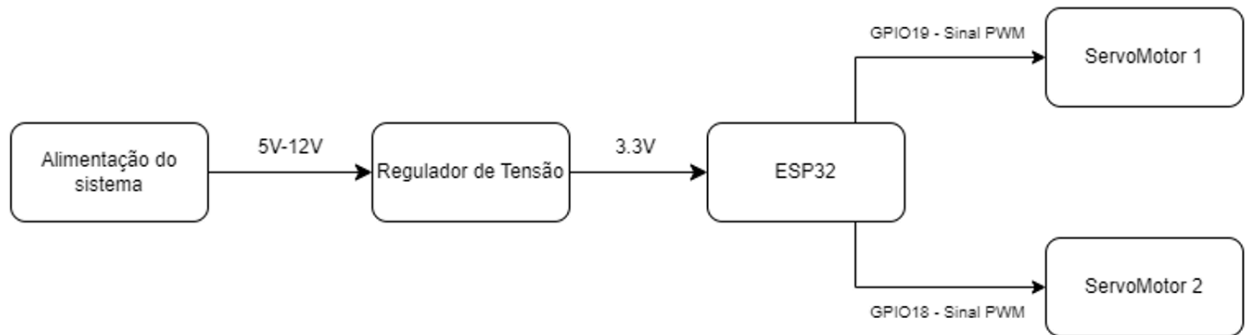 GPIO19 - Sinal PWM
ServoMotor 1
Alimentação do
sistema
5V-12V
Regulador de Tensão
3.3V
ESP32
ServoMotor 2
GPIO18 - Sinal PWM